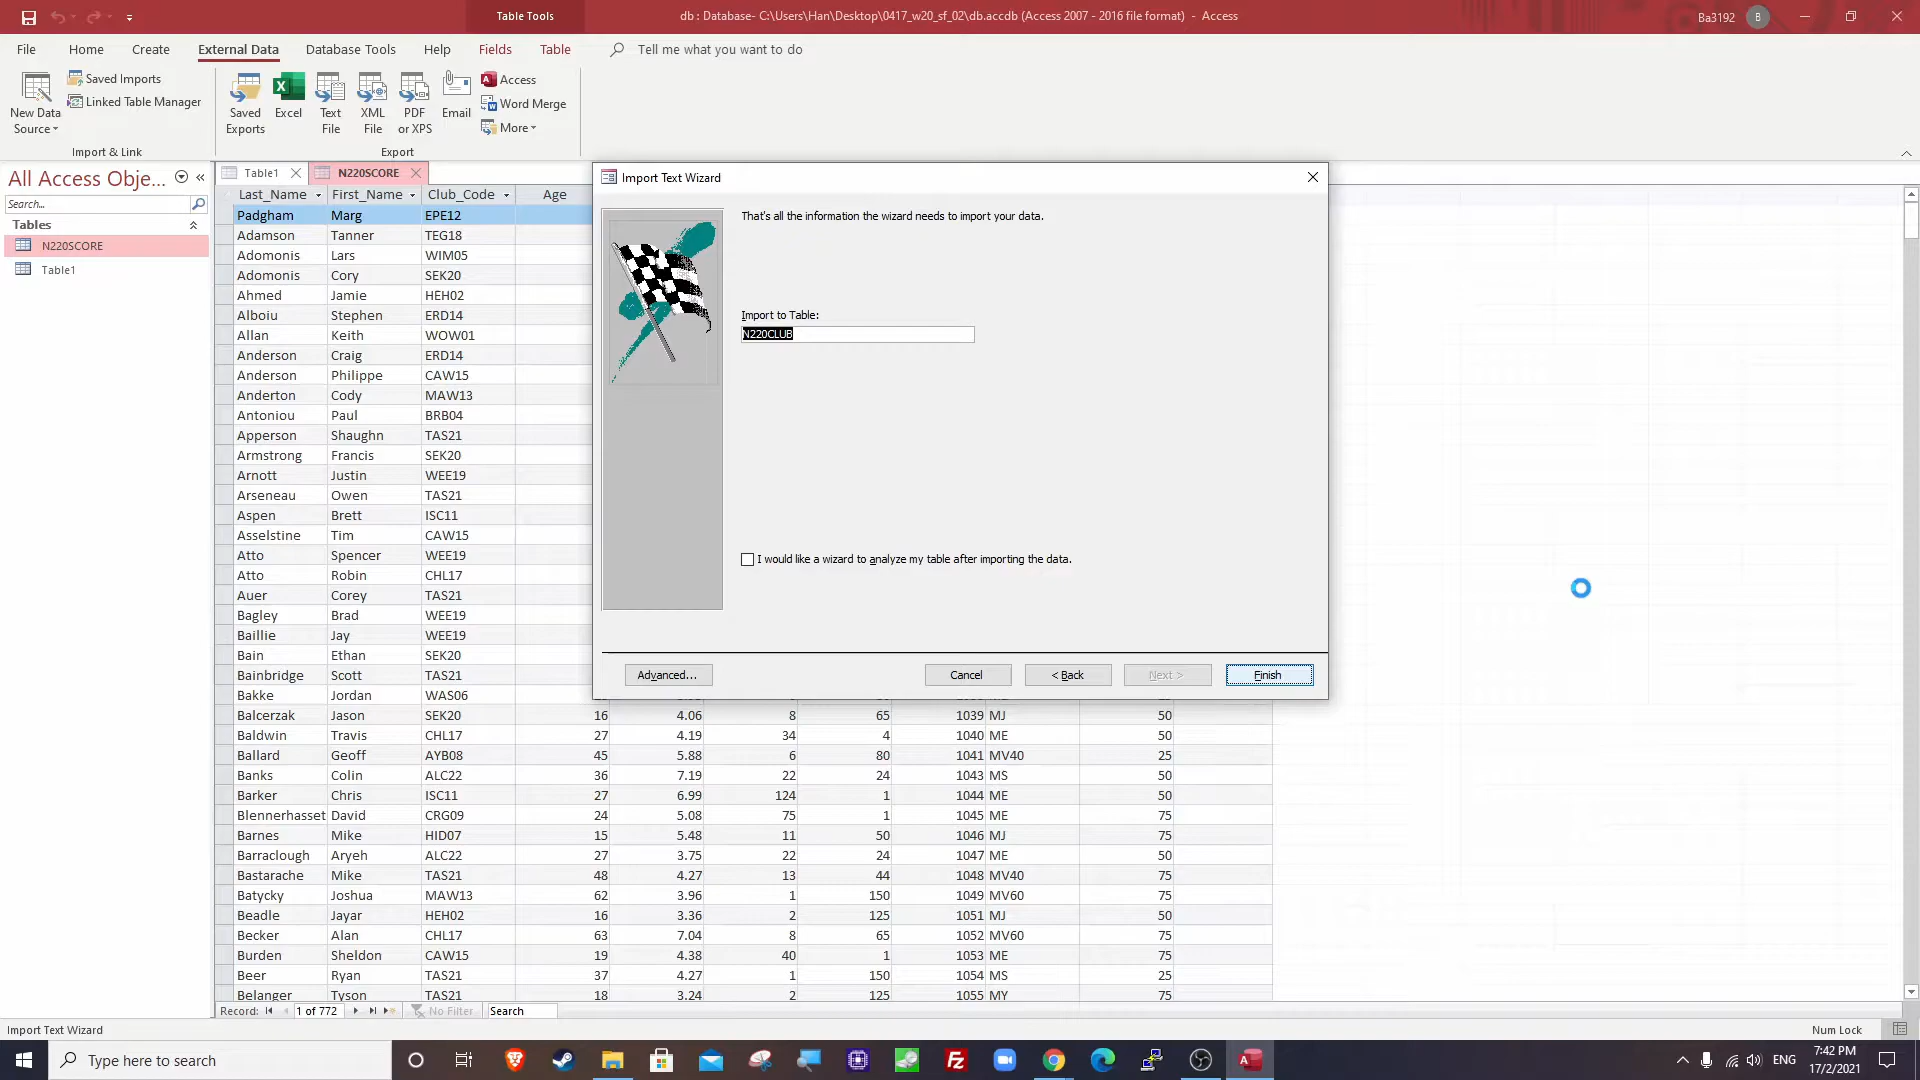 Table Tools
db : Database- C:\Users\Han\Desktop\0417_w20_sf_02\db.accdb (Access 2007 - 2016 file format) - Access
Ba3192
B
File Home Create External Data Database Tools Help Fields Table Tell me what you want to do
New Data Source
Saved Imports
Linked Table Manager
Import & Link
Saved Exports
Excel
Text File
XML File
PDF or XPS
Email
Access
Word Merge
More
Export
All Access Obje...
Search...
Tables
N220SCORE
Table1
Table1
N220SCORE
Last_Name First_Name Club_Code Age
Padgham Marg EPE12
Adamson Tanner TEG18
Adomonis Lars WIM05
Adomonis Cory SEK20
Ahmed Jamie HEH02
Alboiu Stephen ERD14
Allan Keith WOW01
Anderson Craig ERD14
Anderson Philippe CAW15
Anderton Cody MAW13
Antoniou Paul BRB04
Apperson Shaughn TAS21
Armstrong Francis SEK20
Arnott Justin WEE19
Arseneau Owen TAS21
Aspen Brett ISC11
Asselstine Tim CAW15
Atto Spencer WEE19
Atto Robin CHL17
Auer Corey TAS21
Bagley Brad WEE19
Baillie Jay WEE19
Bain Ethan SEK20
Bainbridge Scott TAS21
Bakke Jordan WAS06
Balcerzak Jason SEK20 16 4.06 8 65 1039 MJ 50
Baldwin Travis CHL17 27 4.19 34 4 1040 ME 50
Ballard Geoff AYB08 45 5.88 6 80 1041 MV40 25
Banks Colin ALC22 36 7.19 22 24 1043 MS 50
Barker Chris ISC11 27 6.99 124 1 1044 ME 50
Blennerhasset David CRG09 24 5.08 75 1 1045 ME 75
Barnes Mike HID07 15 5.48 11 50 1046 MJ 75
Barraclough Aryeh ALC22 27 3.75 22 24 1047 ME 50
Bastarache Mike TAS21 48 4.27 13 44 1048 MV40 75
Batycky Joshua MAW13 62 3.96 1 150 1049 MV60 75
Beadle Jayar HEH02 16 3.36 2 125 1051 MJ 50
Becker Alan CHL17 63 7.04 8 65 1052 MV60 75
Burden Sheldon CAW15 19 4.38 40 1 1053 ME 75
Beer Ryan TAS21 37 4.27 1 150 1054 MS 25
Belanger Tyson TAS21 18 3.24 2 125 1055 MY 75
Record: 1 of 772 No Filter Search
Import Text Wizard
That's all the information the wizard needs to import your data.
Import to Table:
N220CLUB
I would like a wizard to analyze my table after importing the data.
Advanced... Cancel < Back Next > Finish
Import Text Wizard
Num Lock
Type here to search
ENG
7:42 PM
17/2/2021